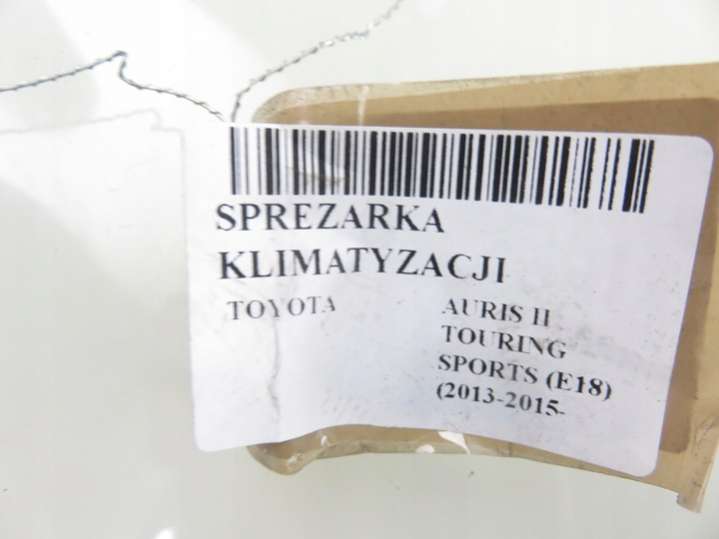 SPREZARKA
KLIMATYZACJI
TOYOTA
AURIS II
TOURING
SPORTS (E18)
(2013-2015-